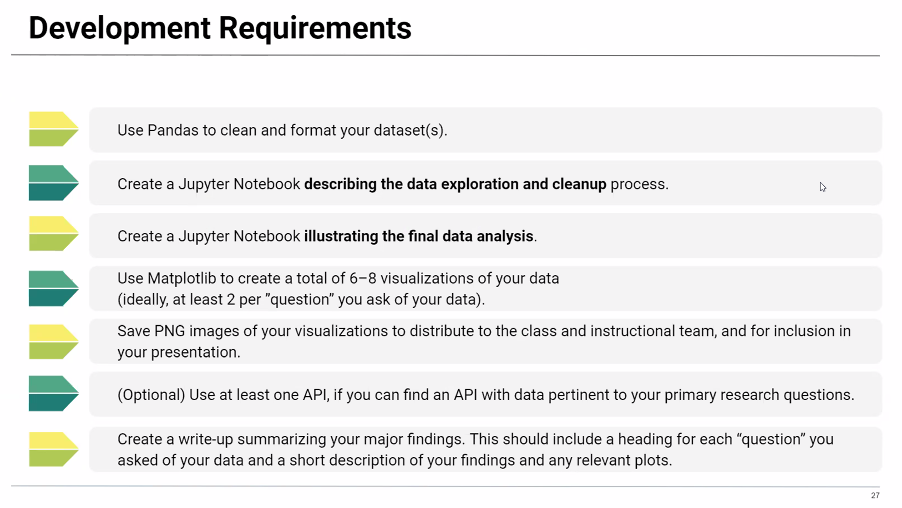 Development Requirements
Use Pandas to clean and format your dataset(s).
Create a Jupyter Notebook describing the data exploration and cleanup process.
Create a Jupyter Notebook illustrating the final data analysis.
Use Matplotlib to create a total of 6–8 visualizations of your data
(ideally, at least 2 per ”question” you ask of your data).
Save PNG images of your visualizations to distribute to the class and instructional team, and for inclusion in
your presentation.
(Optional) Use at least one API, if you can find an API with data pertinent to your primary research questions.
Create a write-up summarizing your major findings. This should include a heading for each “question” you
asked of your data and a short description of your findings and any relevant plots.
27